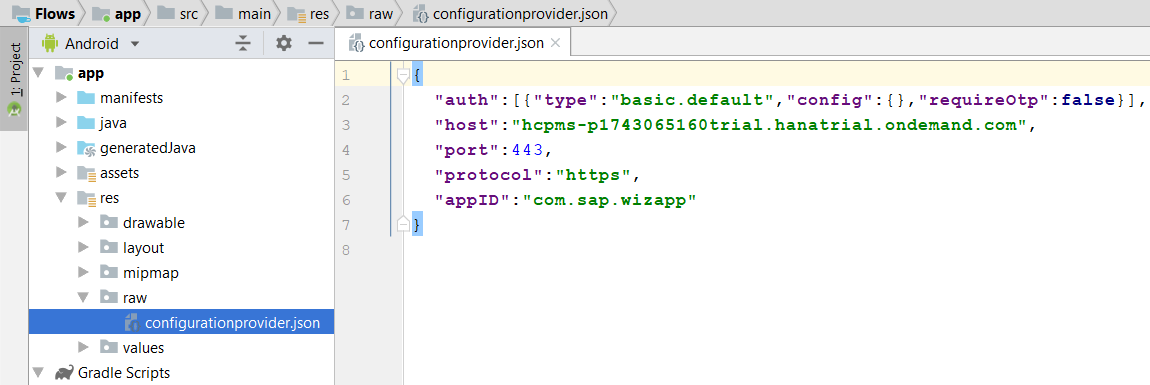 Flows app src main res raw configurationprovider.json
1: Project
Android
configurationprovider.json
app
manifests
java
generatedJava
assets
res
drawable
layout
mipmap
raw
configurationprovider.json
values
Gradle Scripts
1 {
2 "auth":[{"type":"basic.default","config":{},"requireOtp":false}],
3 "host":"hcpms-p1743065160trial.hanatrial.ondemand.com",
4 "port":443,
5 "protocol":"https",
6 "appID":"com.sap.wizapp"
7 }
8